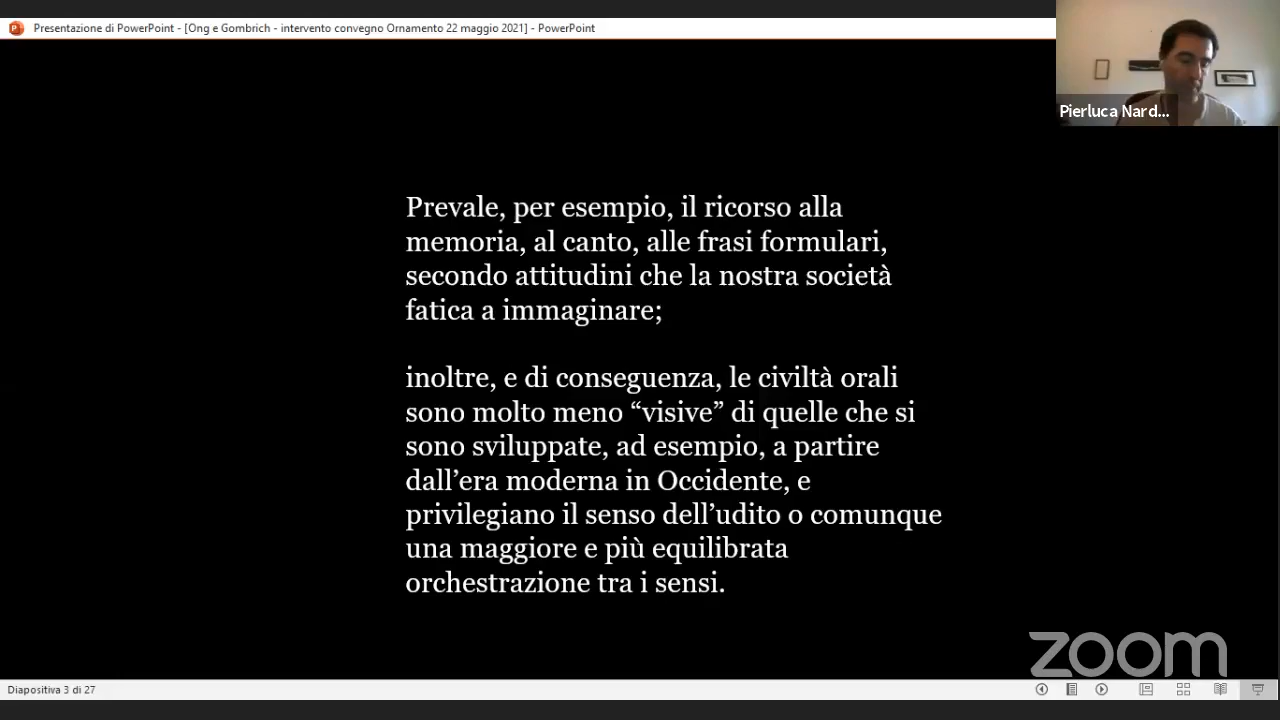 Presentazione di PowerPoint - [Ong e Gombrich - intervento convegno Ornamento 22 maggio 2021] - PowerPoint
Pierluca Nard...
Prevale, per esempio, il ricorso alla
memoria, al canto, alle frasi formulari,
secondo attitudini che la nostra società
fatica a immaginare;
inoltre, e di conseguenza, le civiltà orali
sono molto meno “visive” di quelle che si
sono sviluppate, ad esempio, a partire
dall’era moderna in Occidente, e
privilegiano il senso dell’udito o comunque
una maggiore e più equilibrata
orchestrazione tra i sensi.
zoom
Diapositiva 3 di 27